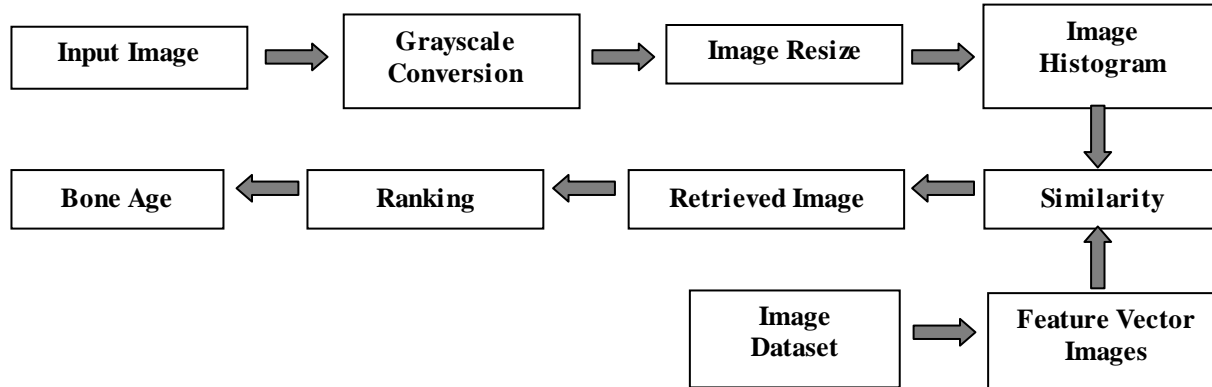 Input Image
Grayscale
Conversion
Image Resize
Image
Histogram
Bone Age
Ranking
Retrieved Image
Similarity
Image
Dataset
Feature Vector
Images